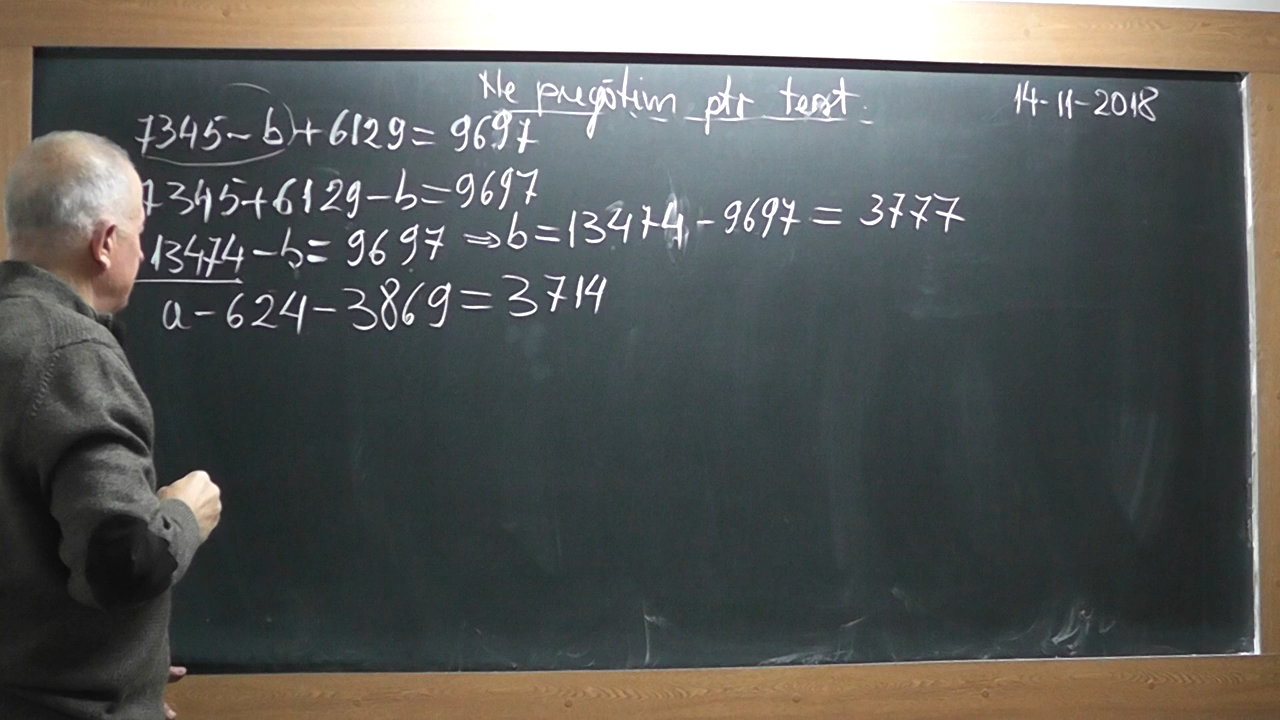 Ne pregătim ptr test.
14-11-2018
7345-b)+6129=9697
7345+6129-b=9697
13474-b=9697 ⇒b=13474-9697=3777
a-624-3869=3714